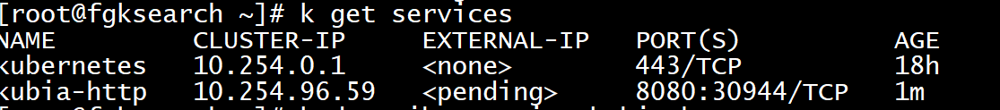 [root@fgksearch ~]# k get services
NAME CLUSTER-IP EXTERNAL-IP PORT(S) AGE
kubernetes 10.254.0.1 <none> 443/TCP 18h
kubia-http 10.254.96.59 <pending> 8080:30944/TCP 1m